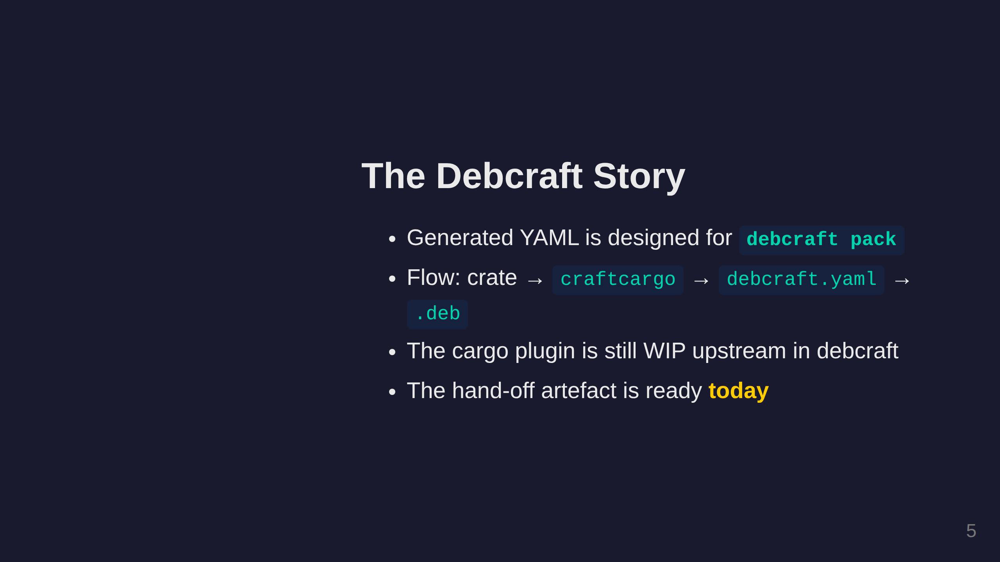 The Debcraft Story
• Generated YAML is designed for debcraft pack
• Flow: crate → craftcargo → debcraft.yaml →
.deb
• The cargo plugin is still WIP upstream in debcraft
• The hand-off artefact is ready today
5